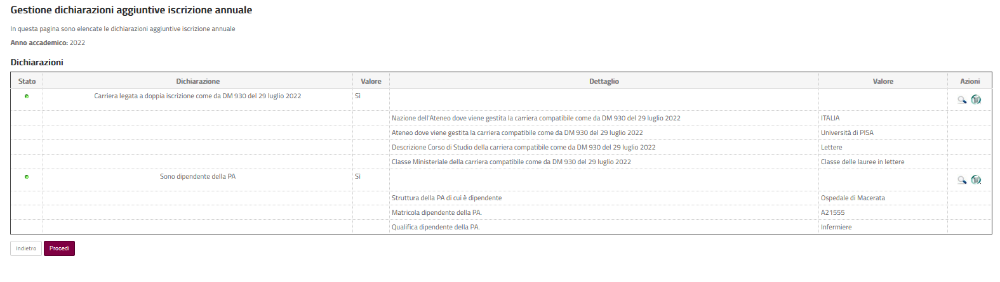 Gestione dichiarazioni aggiuntive iscrizione annuale
In questa pagina sono elencate le dichiarazioni aggiuntive iscrizione annuale
Anno accademico: 2022
Dichiarazioni
Stato Dichiarazione Valore Dettaglio Valore Azioni
Carriera legata a doppia iscrizione come da DM 930 del 29 luglio 2022 Sì
Nazione dell'Ateneo dove viene gestita la carriera compatibile come da DM 930 del 29 luglio 2022 ITALIA
Ateneo dove viene gestita la carriera compatibile come da DM 930 del 29 luglio 2022 Università di PISA
Descrizione Corso di Studio della carriera compatibile come da DM 930 del 29 luglio 2022 Lettere
Classe Ministeriale della carriera compatibile come da DM 930 del 29 luglio 2022 Classe delle lauree in lettere
Sono dipendente della PA Sì
Struttura della PA di cui è dipendente Ospedale di Macerata
Matricola dipendente della PA. A21555
Qualifica dipendente della PA. Infermiere
Indietro Procedi